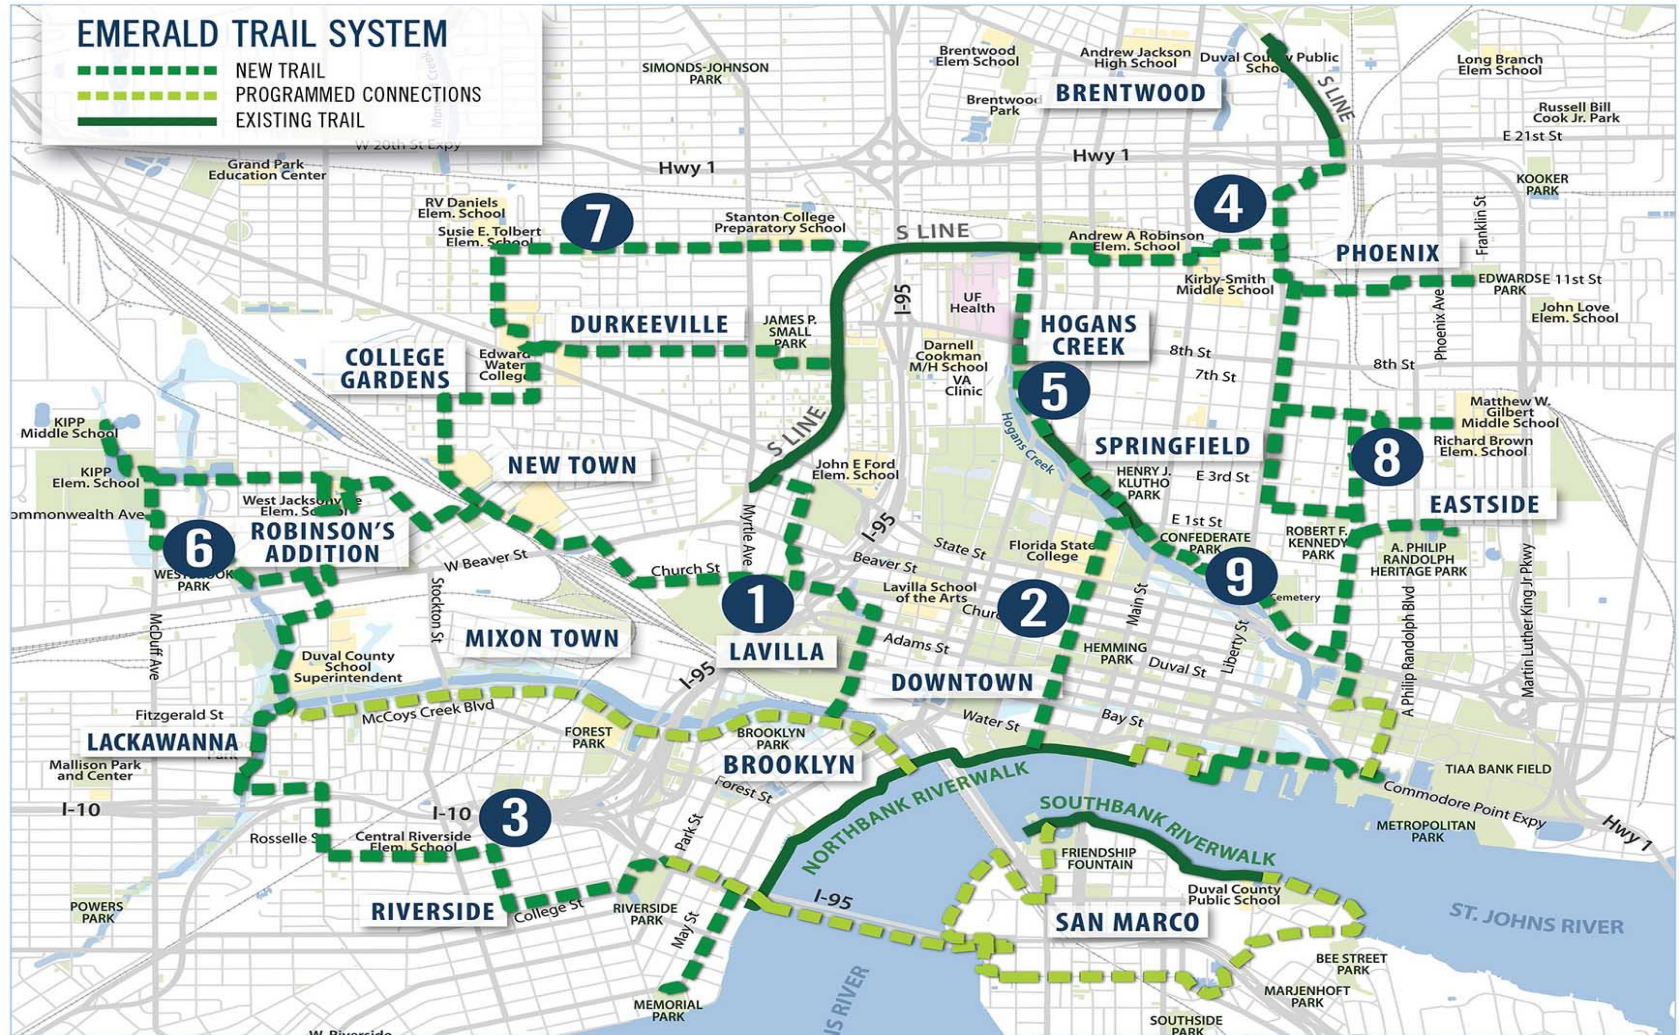 EMERALD TRAIL SYSTEM
NEW TRAIL
PROGRAMMED CONNECTIONS
EXISTING TRAIL
W 20th St Expy
Grand Park
Education Center
SIMONDS-JOHNSON
PARK
Brentwood
Elem School
Andrew Jackson
High School
Duval County Public
School
Long Branch
Elem School
BRENTWOOD
Brentwood
Park
S LINE
Russell Bill
Cook Jr. Park
E 21st St
Hwy 1
Hwy 1
KOOKER
PARK
RV Daniels
Elem. School
Susie E. Tolbert
Elem. School
7
Stanton College
Preparatory School
S LINE
4
Andrew A Robinson
Elem. School
Franklin St
PHOENIX
Kirby-Smith
Middle School
EDWARDS
PARK
E 11st St
John Love
Elem. School
Phoenix Ave
I-95
UF
Health
DURKEEVILLE
JAMES P.
SMALL
PARK
HOGANS
CREEK
COLLEGE
GARDENS
Edward
Water
College
Darnell
Cookman
M/H School
VA
Clinic
8th St
7th St
8th St
5
Matthew W.
Gilbert
Middle School
Richard Brown
Elem. School
KIPP
Middle School
S LINE
Hogans Creek
SPRINGFIELD
8
KIPP
Elem. School
NEW TOWN
John E Ford
Elem. School
HENRY J.
KLUTHO
PARK
E 3rd St
EASTSIDE
West Jacksonville
Elem. School
ommonwealth Ave
ROBINSON'S
ADDITION
6
WESTBROOK
PARK
Myrtle Ave
I-95
State St
Florida State
College
E 1st St
CONFEDERATE
PARK
ROBERT F.
KENNEDY
PARK
A. PHILIP
RANDOLPH
HERITAGE PARK
W Beaver St
Church St
Beaver St
Lavilla School
of the Arts
9
Cemetery
1
2
Stockton St
McDuff Ave
MIXON TOWN
LAVILLA
Adams St
Main St
Liberty St
HEMMING
PARK
Duval St
A Philip Randolph Blvd
Martin Luther King Jr Pkwy
Duval County
School
Superintendent
I-95
DOWNTOWN
Fitzgerald St
McCoys Creek Blvd
Water St
Bay St
LACKAWANNA
FOREST
PARK
BROOKLYN
PARK
BROOKLYN
Mallison Park
and Center
TIAA BANK FIELD
I-10
I-10
3
Forest St
NORTHBANK RIVERWALK
SOUTHBANK RIVERWALK
Commodore Point Expy
METROPOLITAN
PARK
Hwy 1
Central Riverside
Elem. School
Park St
FRIENDSHIP
FOUNTAIN
Duval County
Public School
POWERS
PARK
RIVERSIDE
College St
RIVERSIDE
PARK
May St
I-95
SAN MARCO
ST. JOHNS RIVER
BEE STREET
PARK
MARJENHOFT
PARK
MEMORIAL
PARK
NS RIVER
SOUTHSIDE
PARK